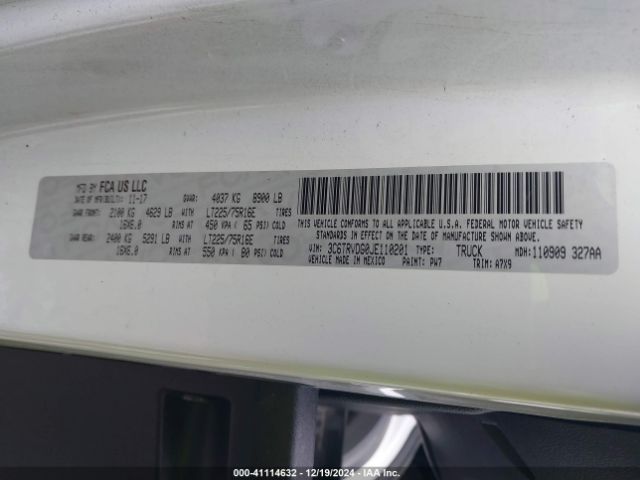 MFD BY FCA US LLC
DATE OF MFR(BUILT): 11-17 GVWR: 4037 KG 8900 LB
GAWR FRONT: 2100 KG 4629 LB WITH LT225/75R16E TIRES
16X6.0 RIMS AT 450 KPA ( 65 PSI) COLD
GAWR REAR: 2400 KG 5291 LB WITH LT225/75R16E TIRES
16X6.0 RIMS AT 550 KPA ( 80 PSI) COLD
THIS VEHICLE CONFORMS TO ALL APPLICABLE U.S.A. FEDERAL MOTOR VEHICLE SAFETY
STANDARDS IN EFFECT ON THE DATE OF MANUFACTURE SHOWN ABOVE.
VIN: 3C6TRVDG0JE110201 TYPE: TRUCK MDH: 110909 327AA
VEHICLE MADE IN MEXICO PAINT: PW7 TRIM: A7X9
000-41114632 - 12/19/2024 - IAA Inc.